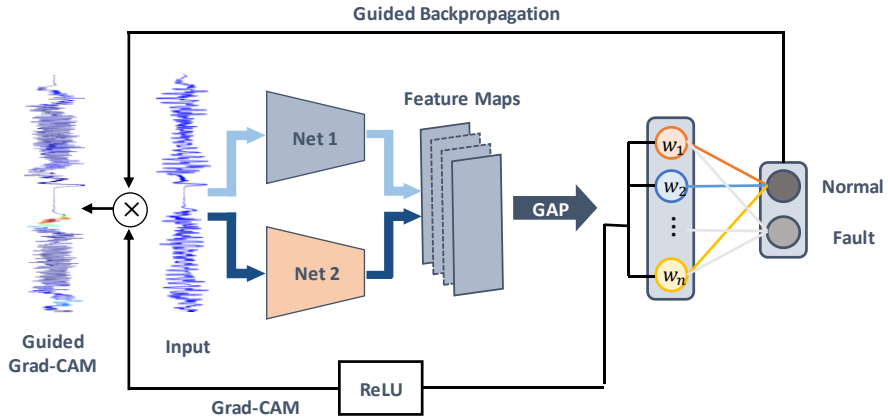 Guided Backpropagation
Feature Maps
Net 1
w₁
w₂
Normal
×
GAP
...
Fault
Net 2
wₙ
Guided
Grad-CAM
Input
ReLU
Grad-CAM